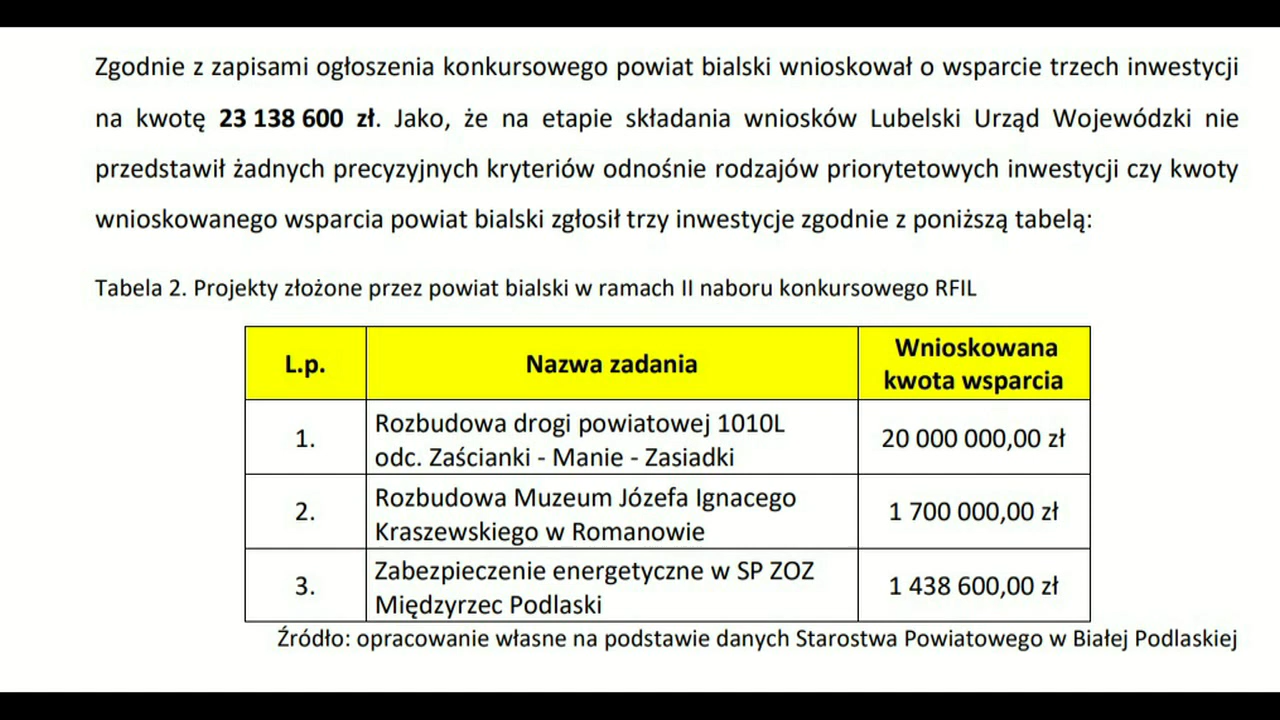 Zgodnie z zapisami ogłoszenia konkursowego powiat bialski wnioskował o wsparcie trzech inwestycji
na kwotę 23 138 600 zł. Jako, że na etapie składania wniosków Lubelski Urząd Wojewódzki nie
przedstawił żadnych precyzyjnych kryteriów odnośnie rodzajów priorytetowych inwestycji czy kwoty
wnioskowanego wsparcia powiat bialski zgłosił trzy inwestycje zgodnie z poniższą tabelą:
Tabela 2. Projekty złożone przez powiat bialski w ramach II naboru konkursowego RFIL
L.p.
Nazwa zadania
Wnioskowana
kwota wsparcia
1.
Rozbudowa drogi powiatowej 1010L
odc. Zaścianki - Manie - Zasiadki
20 000 000,00 zł
2.
Rozbudowa Muzeum Józefa Ignacego
Kraszewskiego w Romanowie
1 700 000,00 zł
3.
Zabezpieczenie energetyczne w SP ZOZ
Międzyrzec Podlaski
1 438 600,00 zł
Źródło: opracowanie własne na podstawie danych Starostwa Powiatowego w Białej Podlaskiej